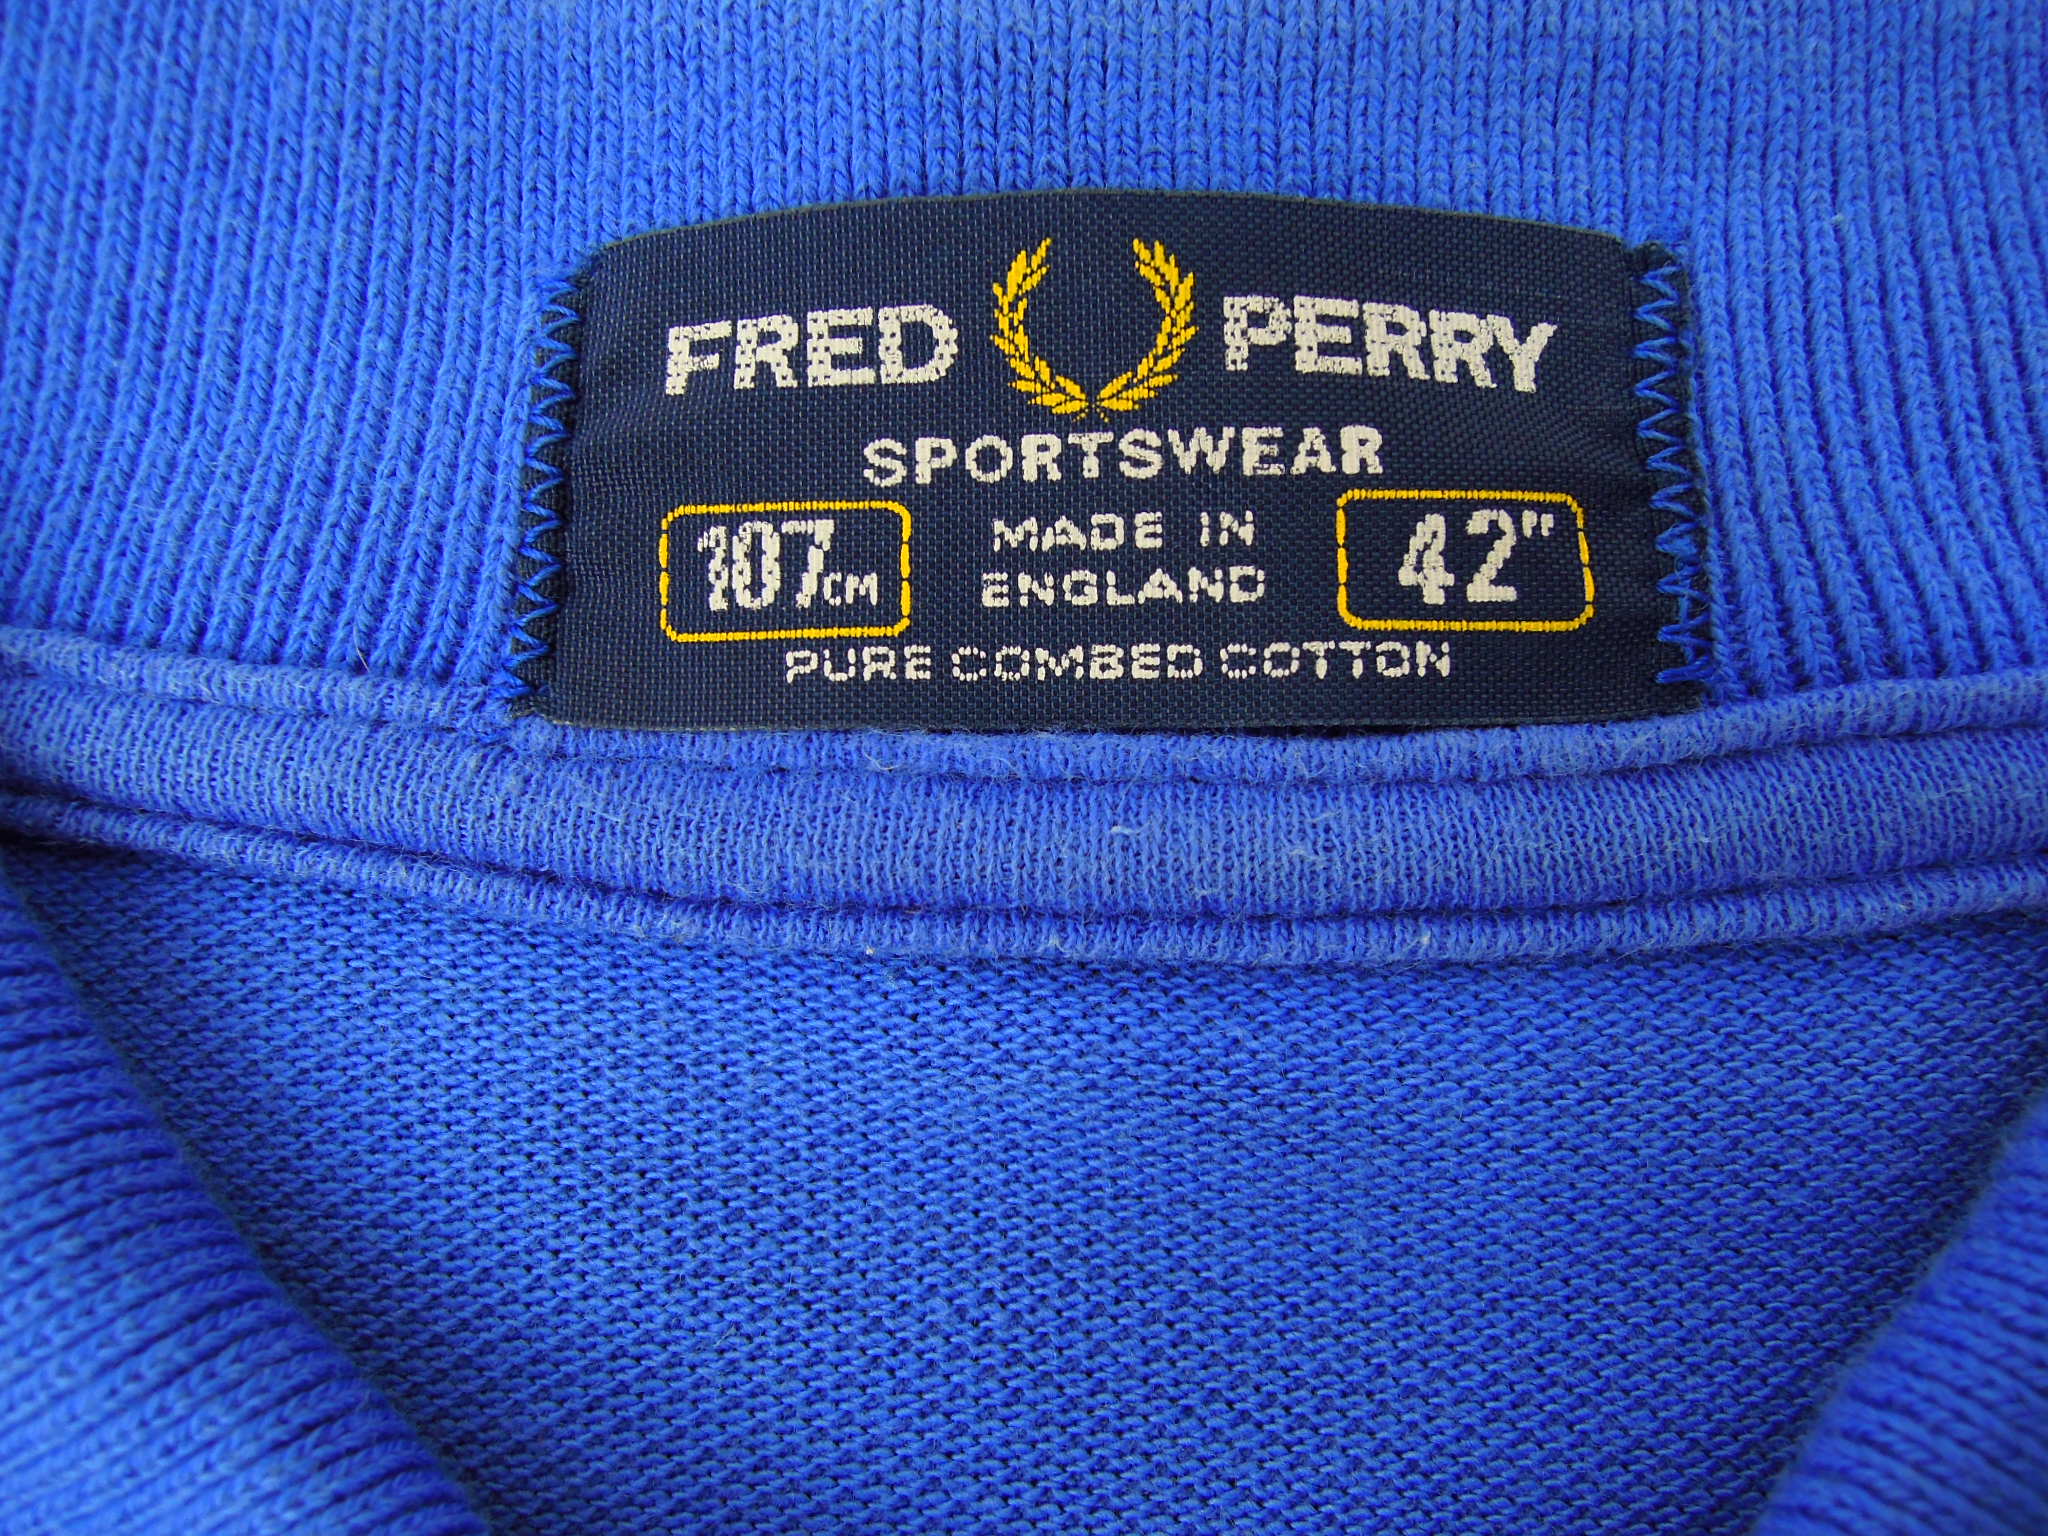 FRED PERRY
SPORTSWEAR
107CM MADE IN 42"
ENGLAND
PURE COMBED COTTON